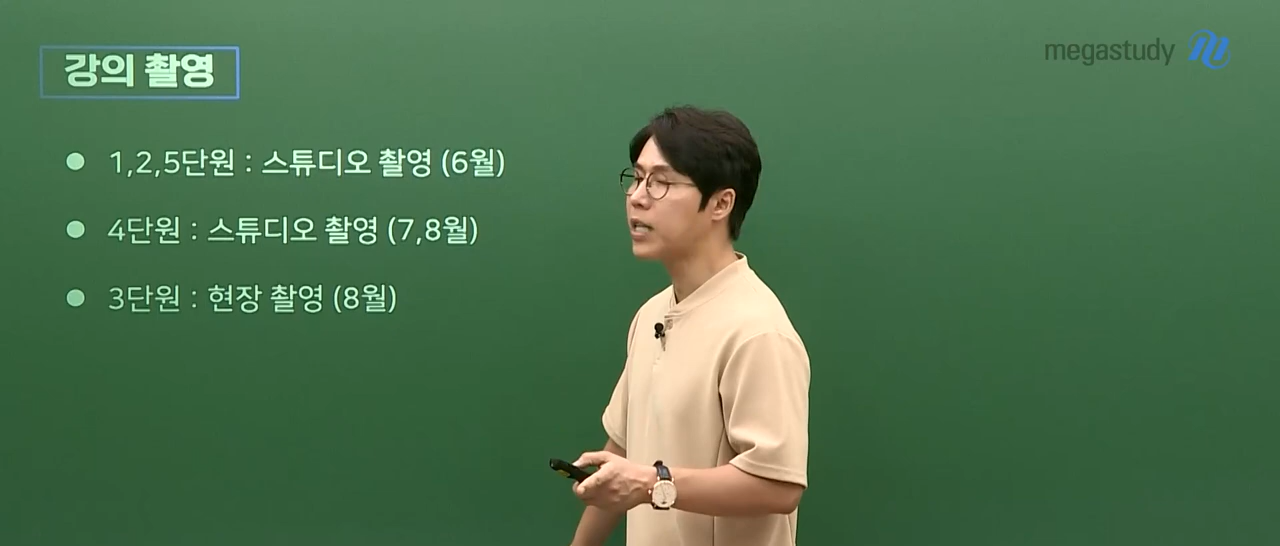 강의 촬영
megastudy
1,2,5단원 : 스튜디오 촬영 (6월)
4단원 : 스튜디오 촬영 (7,8월)
3단원 : 현장 촬영 (8월)